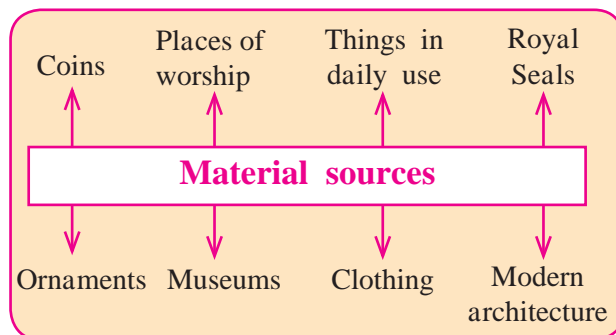 Coins
Places of
worship
Things in
daily use
Royal
Seals
Material sources
Ornaments
Museums
Clothing
Modern
architecture